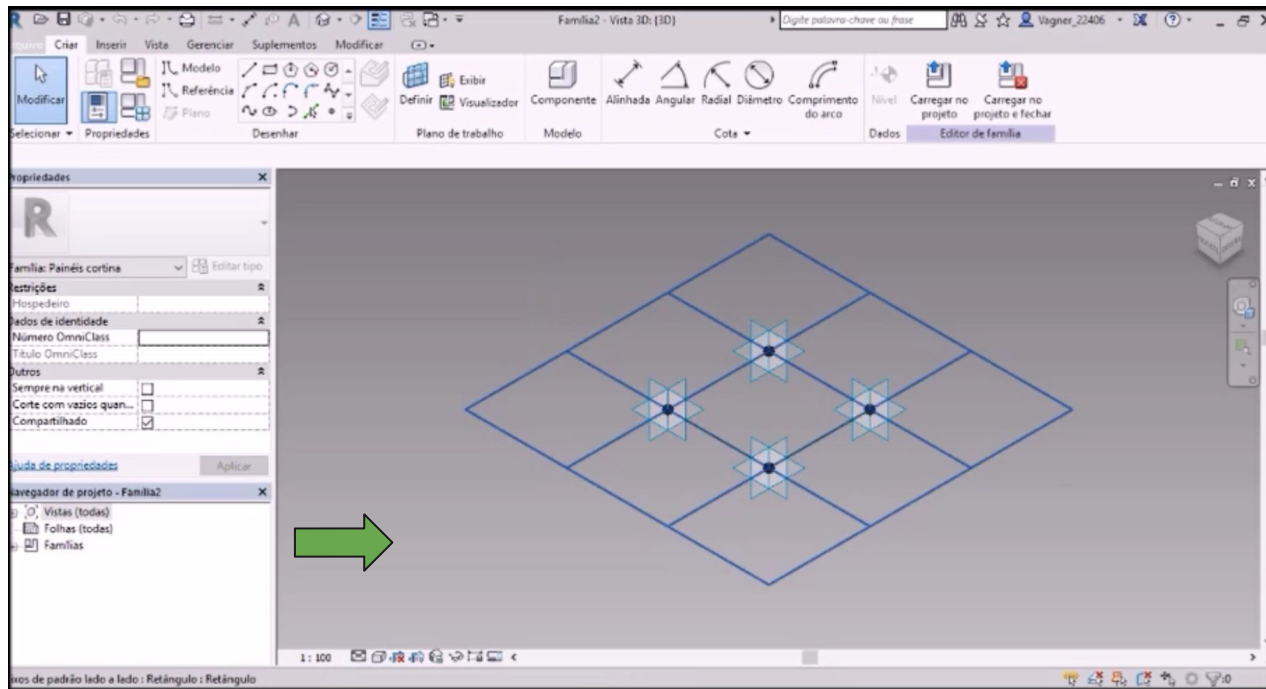 Família2 - Vista 3D: {3D}
Digite palavra-chave ou frase
Vagner_22406
Criar Inserir Vista Gerenciar Suplementos Modificar
Modificar
Modelo
Referência
Plano
Definir
Exibir
Visualizador
Componente
Alinhada Angular Radial Diâmetro Comprimento do arco
Nível
Carregar no projeto
Carregar no projeto e fechar
Selecionar Propriedades Desenhar Plano de trabalho Modelo Cota Dados Editor de família
Propriedades
R
Família: Painéis cortina
Editar tipo
Restrições
Hospedeiro
Dados de identidade
Número OmniClass
Título OmniClass
Outros
Sempre na vertical
Corte com vazios quan...
Compartilhado
Ajuda de propriedades
Aplicar
Navegador de projeto - Família2
Vistas (todas)
Folhas (todas)
Famílias
1 : 100
xos de padrão lado a lado : Retângulo : Retângulo
:0